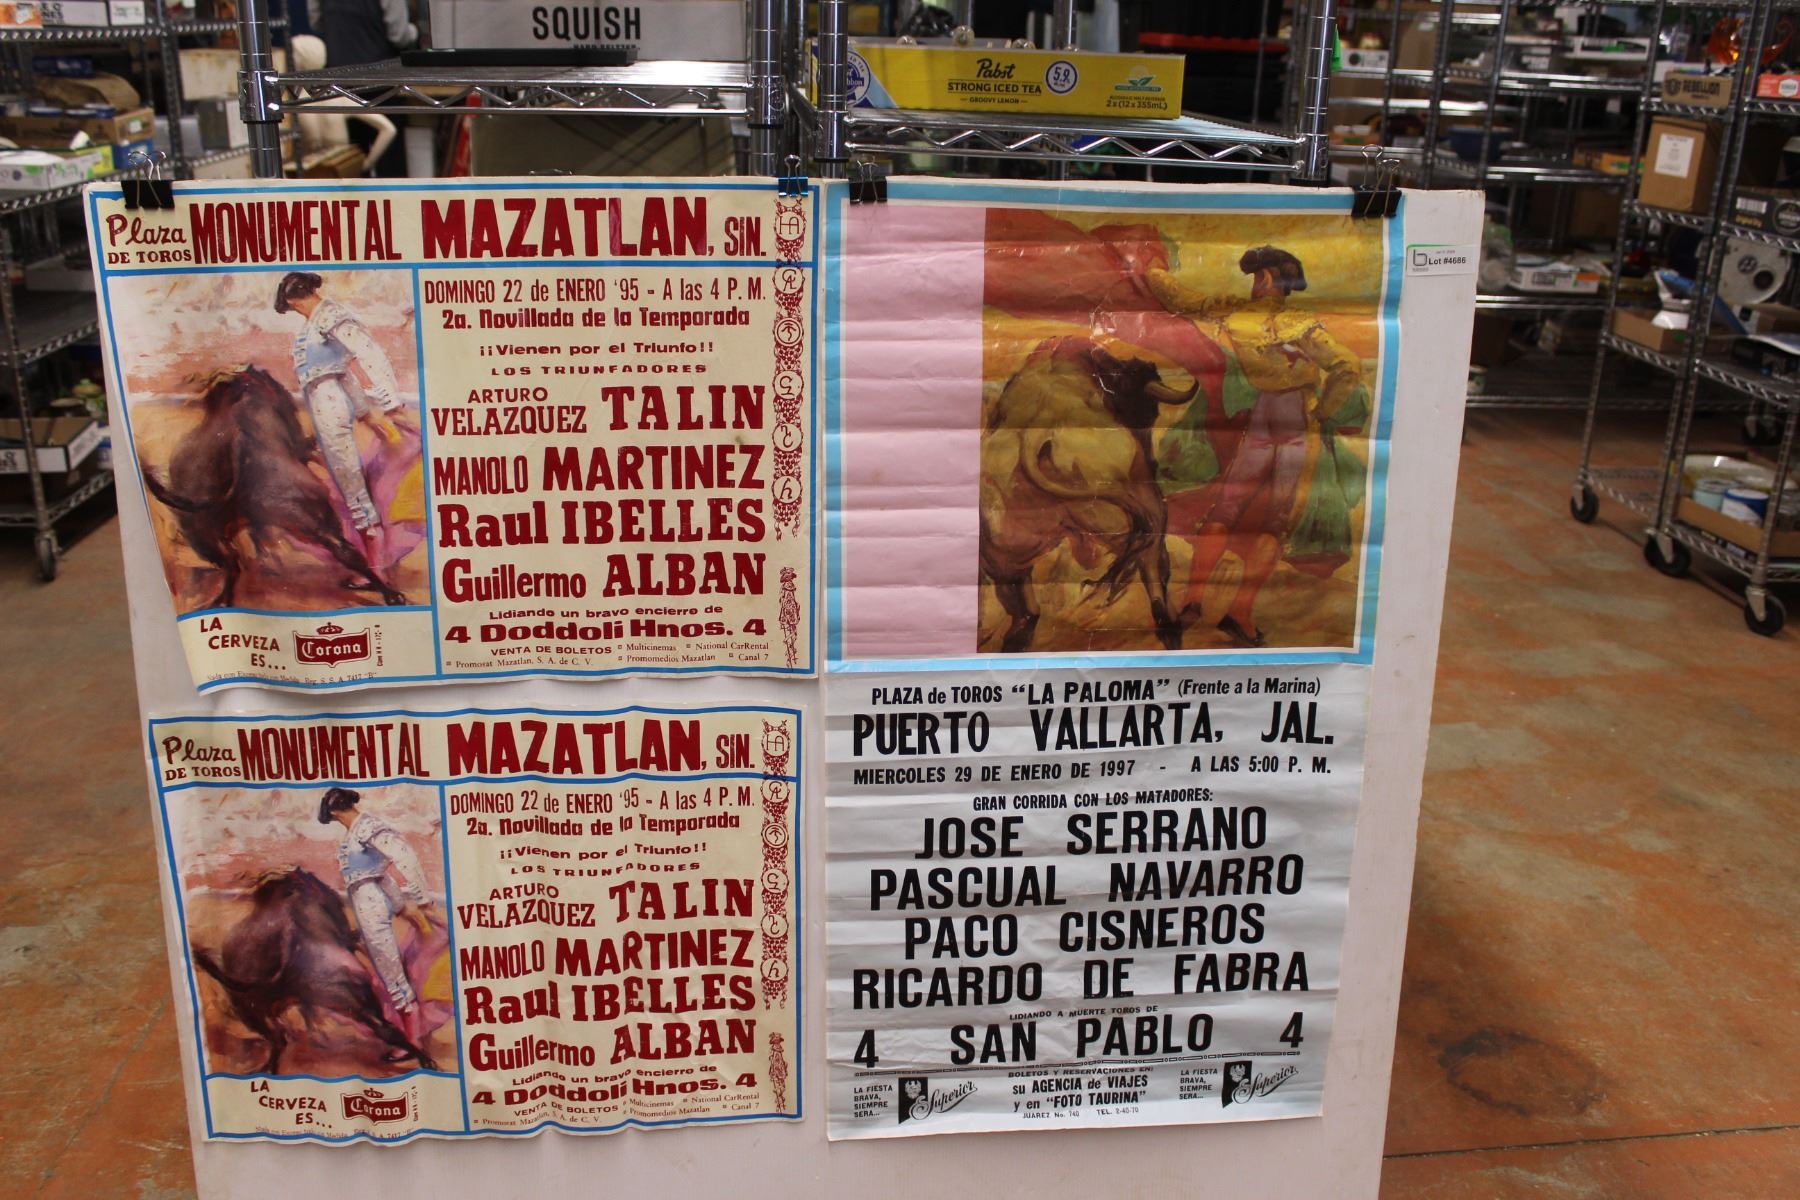 SQUISH
Pabst
STRONG ICED TEA
GROOVY LEMON
5.9
2 x (12 x 355mL)
REBELLION
Lot #4686
Plaza
DE TOROS
MONUMENTAL MAZATLAN, SIN.
DOMINGO 22 de ENERO '95 - A las 4 P. M.
2a. Novillada de la Temporada
¡¡Vienen por el Triunfo!!
LOS TRIUNFADORES
ARTURO
VELAZQUEZ TALIN
MANOLO MARTINEZ
Raul IBELLES
Guillermo ALBAN
Lidiando un bravo encierro de
4 Doddoli Hnos. 4
VENTA DE BOLETOS ▫ Multicinemas ▫ National CarRental
▫ Promosat Mazatlan, S. A. de C. V. ▫ Promomedios Mazatlan ▫ Canal 7
LA
CERVEZA
ES...
Corona
Plaza
DE TOROS
MONUMENTAL MAZATLAN, SIN.
DOMINGO 22 de ENERO '95 - A las 4 P. M.
2a. Novillada de la Temporada
¡¡Vienen por el Triunfo!!
LOS TRIUNFADORES
ARTURO
VELAZQUEZ TALIN
MANOLO MARTINEZ
Raul IBELLES
Guillermo ALBAN
Lidiando un bravo encierro de
4 Doddoli Hnos. 4
VENTA DE BOLETOS ▫ Multicinemas ▫ National CarRental
▫ Promosat Mazatlan, S. A. de C. V. ▫ Promomedios Mazatlan ▫ Canal 7
LA
CERVEZA
ES...
Corona
PLAZA de TOROS "LA PALOMA" (Frente a la Marina)
PUERTO VALLARTA, JAL.
MIERCOLES 29 DE ENERO DE 1997 - A LAS 5:00 P. M.
GRAN CORRIDA CON LOS MATADORES:
JOSE SERRANO
PASCUAL NAVARRO
PACO CISNEROS
RICARDO DE FABRA
LIDIANDO A MUERTE TOROS DE
4 SAN PABLO 4
LA FIESTA
BRAVA,
SIEMPRE
SERA...
Superior
BOLETOS Y RESERVACIONES EN:
su AGENCIA de VIAJES
y en "FOTO TAURINA"
JUAREZ No. 740 TEL. 2-40-70
LA FIESTA
BRAVA,
SIEMPRE
SERA...
Superior